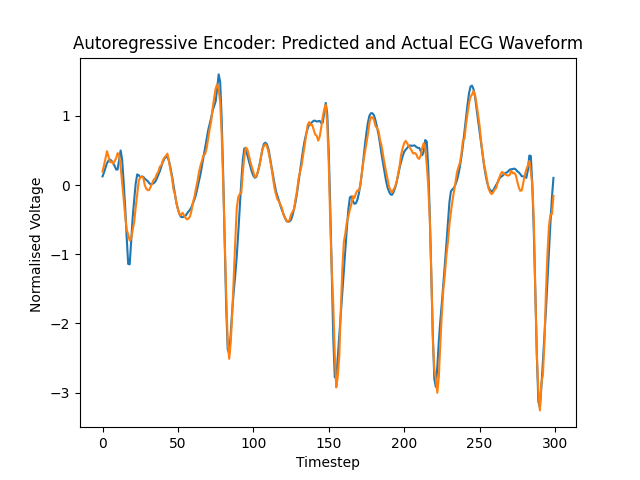 Autoregressive Encoder: Predicted and Actual ECG Waveform
Normalised Voltage
1
0
−1
−2
−3
0 50 100 150 200 250 300
Timestep